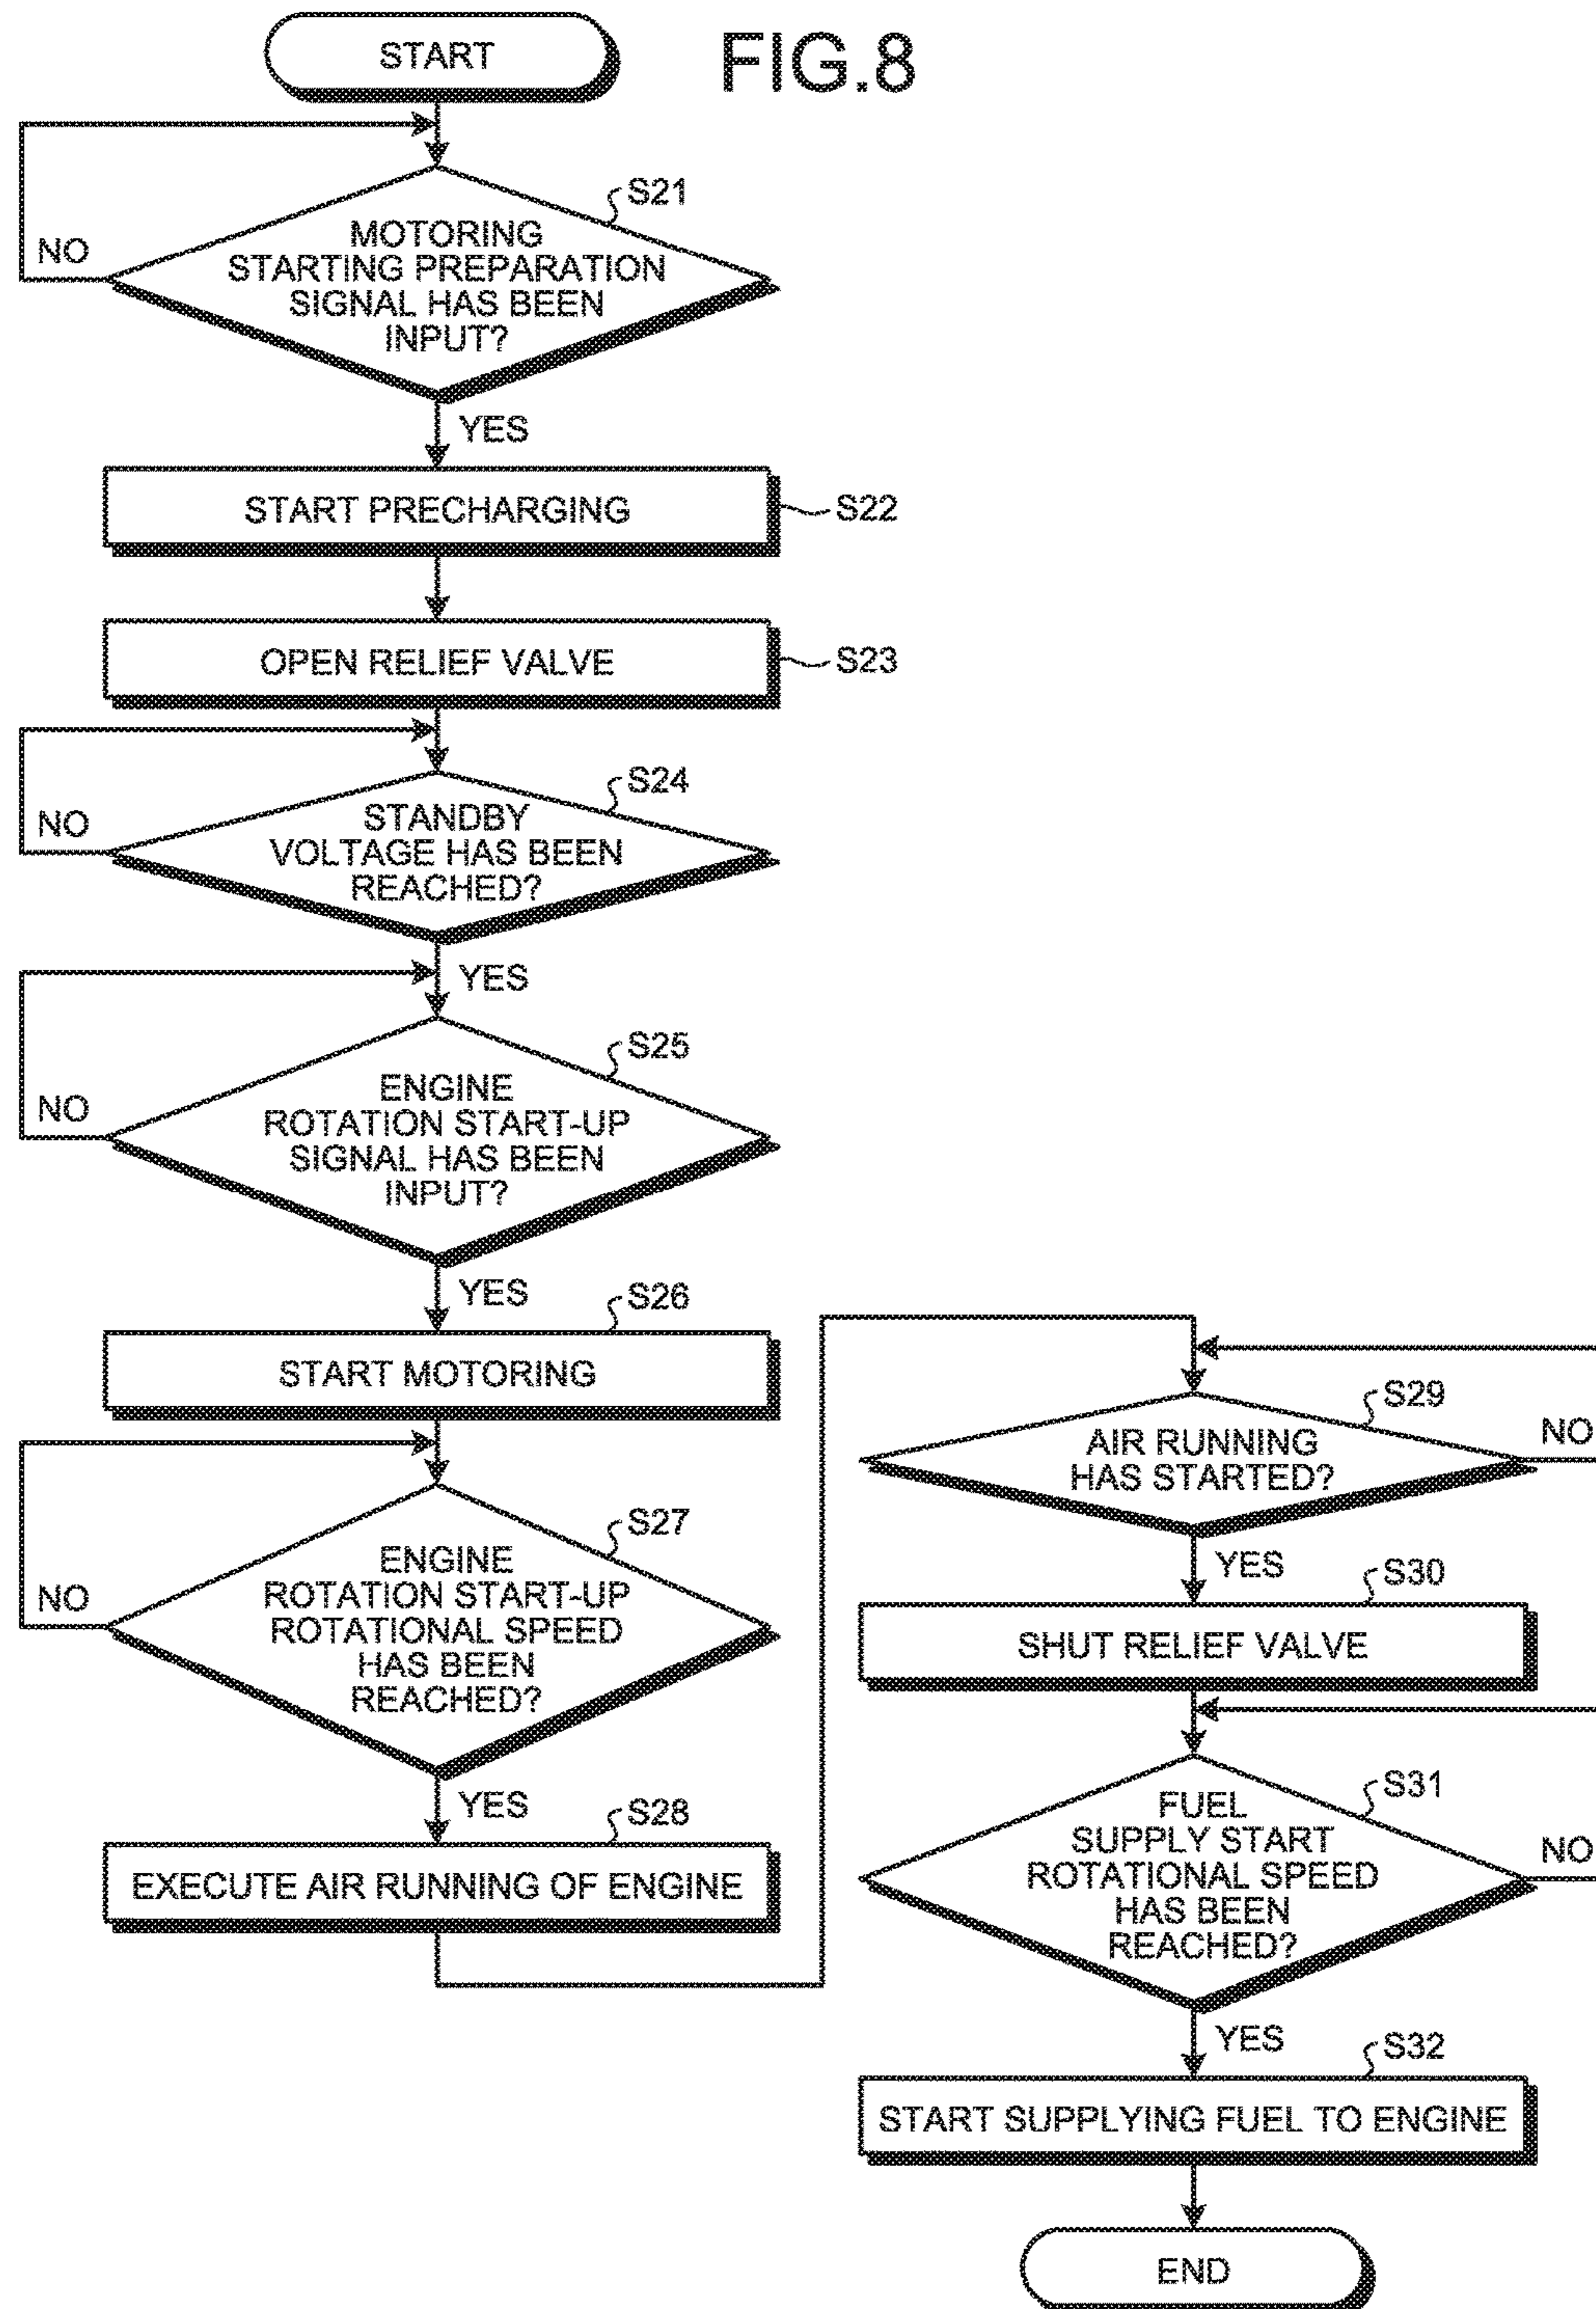 FIG.8
START
S21
MOTORING
STARTING PREPARATION
SIGNAL HAS BEEN
INPUT?
NO
YES
START PRECHARGING
S22
OPEN RELIEF VALVE
S23
S24
STANDBY
VOLTAGE HAS BEEN
REACHED?
NO
YES
S25
ENGINE
ROTATION START-UP
SIGNAL HAS BEEN
INPUT?
NO
YES
S26
START MOTORING
S27
ENGINE
ROTATION START-UP
ROTATIONAL SPEED
HAS BEEN
REACHED?
NO
YES
S28
EXECUTE AIR RUNNING OF ENGINE
S29
AIR RUNNING
HAS STARTED?
NO
YES
S30
SHUT RELIEF VALVE
S31
FUEL
SUPPLY START
ROTATIONAL SPEED
HAS BEEN
REACHED?
NO
YES
S32
START SUPPLYING FUEL TO ENGINE
END